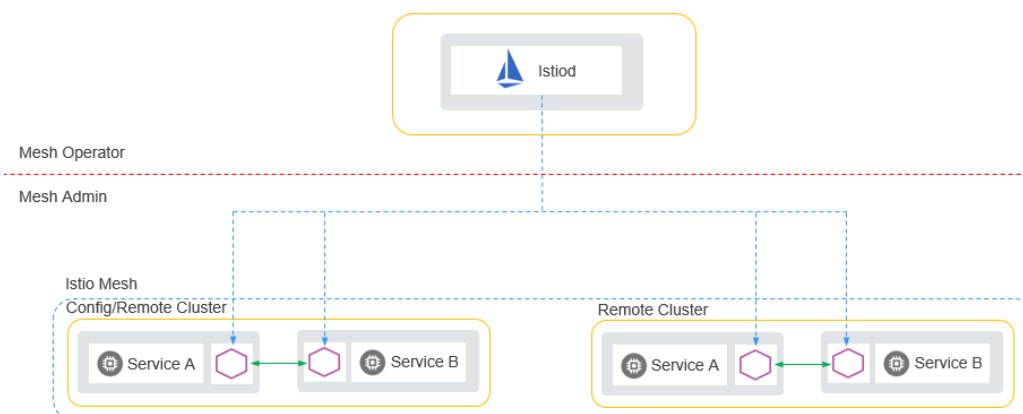 Istiod
Mesh Operator
Mesh Admin
Istio Mesh
Config/Remote Cluster
Remote Cluster
Service A
Service B
Service A
Service B